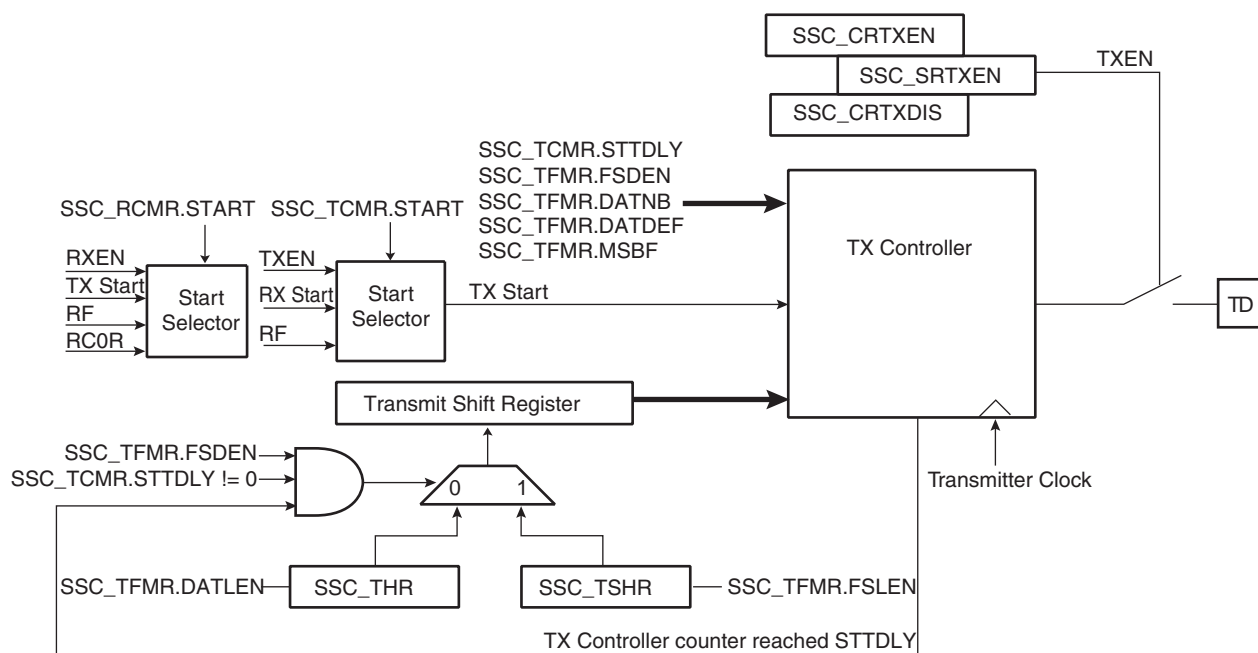 SSC_CRTXEN
SSC_SRTXEN
TXEN
SSC_CRTXDIS
SSC_TCMR.STTDLY
SSC_TFMR.FSDEN
SSC_TFMR.DATNB
SSC_TFMR.DATDEF
SSC_TFMR.MSBF
SSC_RCMR.START
SSC_TCMR.START
RXEN
TX Start
RF
RC0R
Start
Selector
TXEN
RX Start
RF
Start
Selector
TX Start
TX Controller
TD
Transmit Shift Register
SSC_TFMR.FSDEN
SSC_TCMR.STTDLY != 0
0
1
Transmitter Clock
SSC_TFMR.DATLEN
SSC_THR
SSC_TSHR
SSC_TFMR.FSLEN
TX Controller counter reached STTDLY